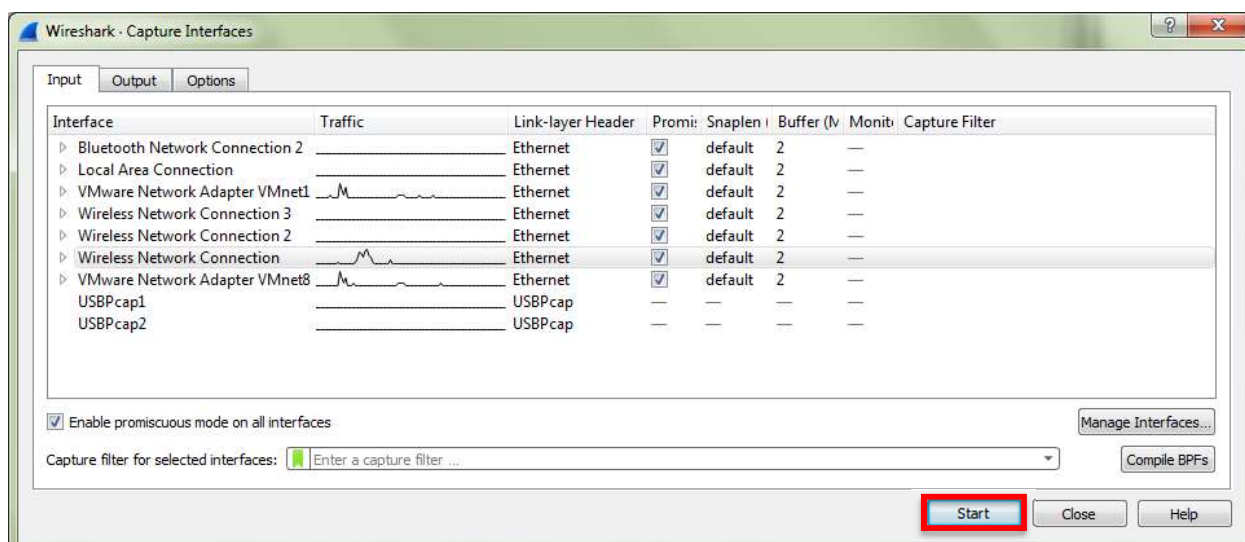 Wireshark · Capture Interfaces
Input Output Options
Interface Traffic Link-layer Header Promis Snaplen ( Buffer (M Monito Capture Filter
Bluetooth Network Connection 2 Ethernet default 2 —
Local Area Connection Ethernet default 2 —
VMware Network Adapter VMnet1 Ethernet default 2 —
Wireless Network Connection 3 Ethernet default 2 —
Wireless Network Connection 2 Ethernet default 2 —
Wireless Network Connection Ethernet default 2 —
VMware Network Adapter VMnet8 Ethernet default 2 —
USBPcap1 USBPcap — — — —
USBPcap2 USBPcap — — — —
Enable promiscuous mode on all interfaces Manage Interfaces...
Capture filter for selected interfaces: Enter a capture filter ... Compile BPFs
Start Close Help